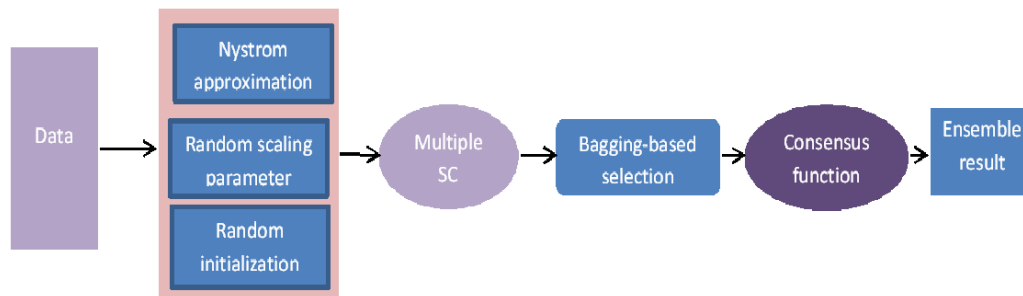 Data
Nystrom
approximation
Random scaling
parameter
Random
initialization
Multiple
SC
Bagging-based
selection
Consensus
function
Ensemble
result